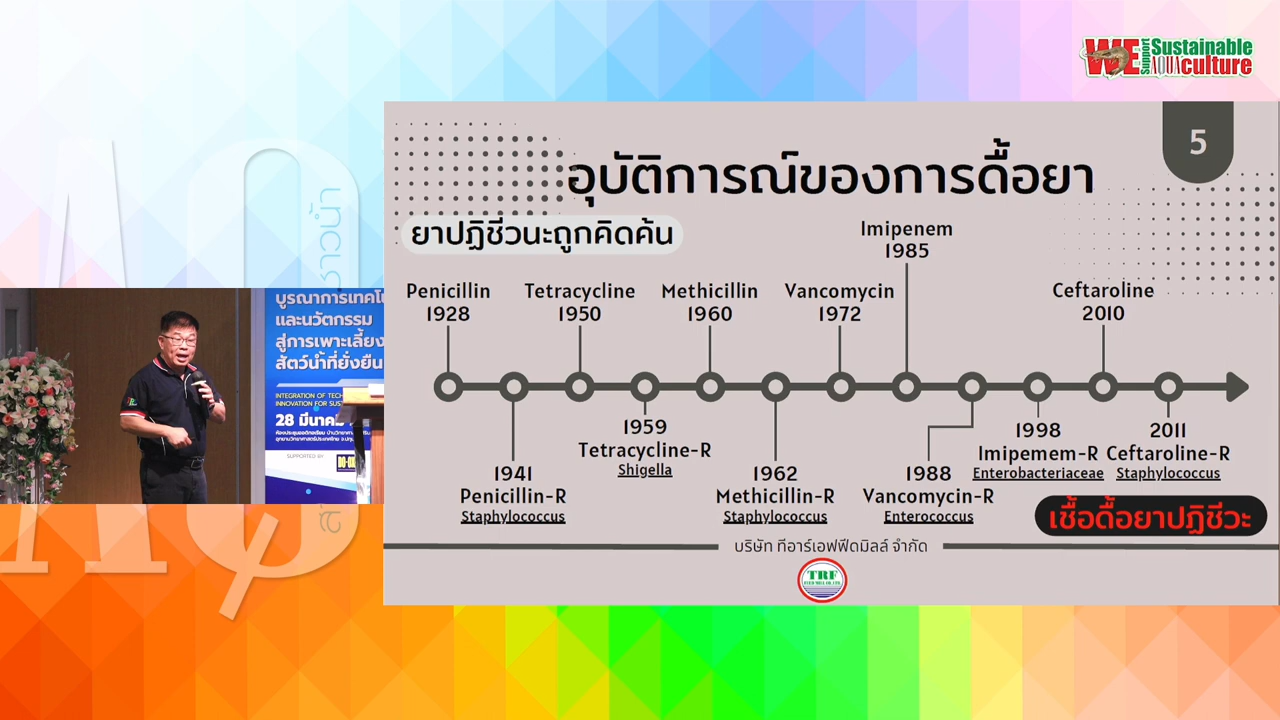 WE Support Sustainable AQUAculture
5
อุบัติการณ์ของการดื้อยา
ยาปฏิชีวนะถูกคิดค้น
Imipenem
1985
Penicillin
1928
Tetracycline
1950
Methicillin
1960
Vancomycin
1972
Ceftaroline
2010
1941
Penicillin-R
Staphylococcus
1959
Tetracycline-R
Shigella
1962
Methicillin-R
Staphylococcus
1988
Vancomycin-R
Enterococcus
1998
Imipemem-R
Enterobacteriaceae
2011
Ceftaroline-R
Staphylococcus
เชื้อดื้อยาปฏิชีวะ
บริษัท ทีอาร์เอฟฟีดมิลล์ จำกัด
TRF
บูรณาการเทคโ
และนวัตกรรม
สู่การเพาะเลี้ยง
สัตว์น้ำที่ยั่งยืน
INTEGRATION OF TECH
INNOVATION FOR SUST
28 มีนาคม
SUPPORTED BY